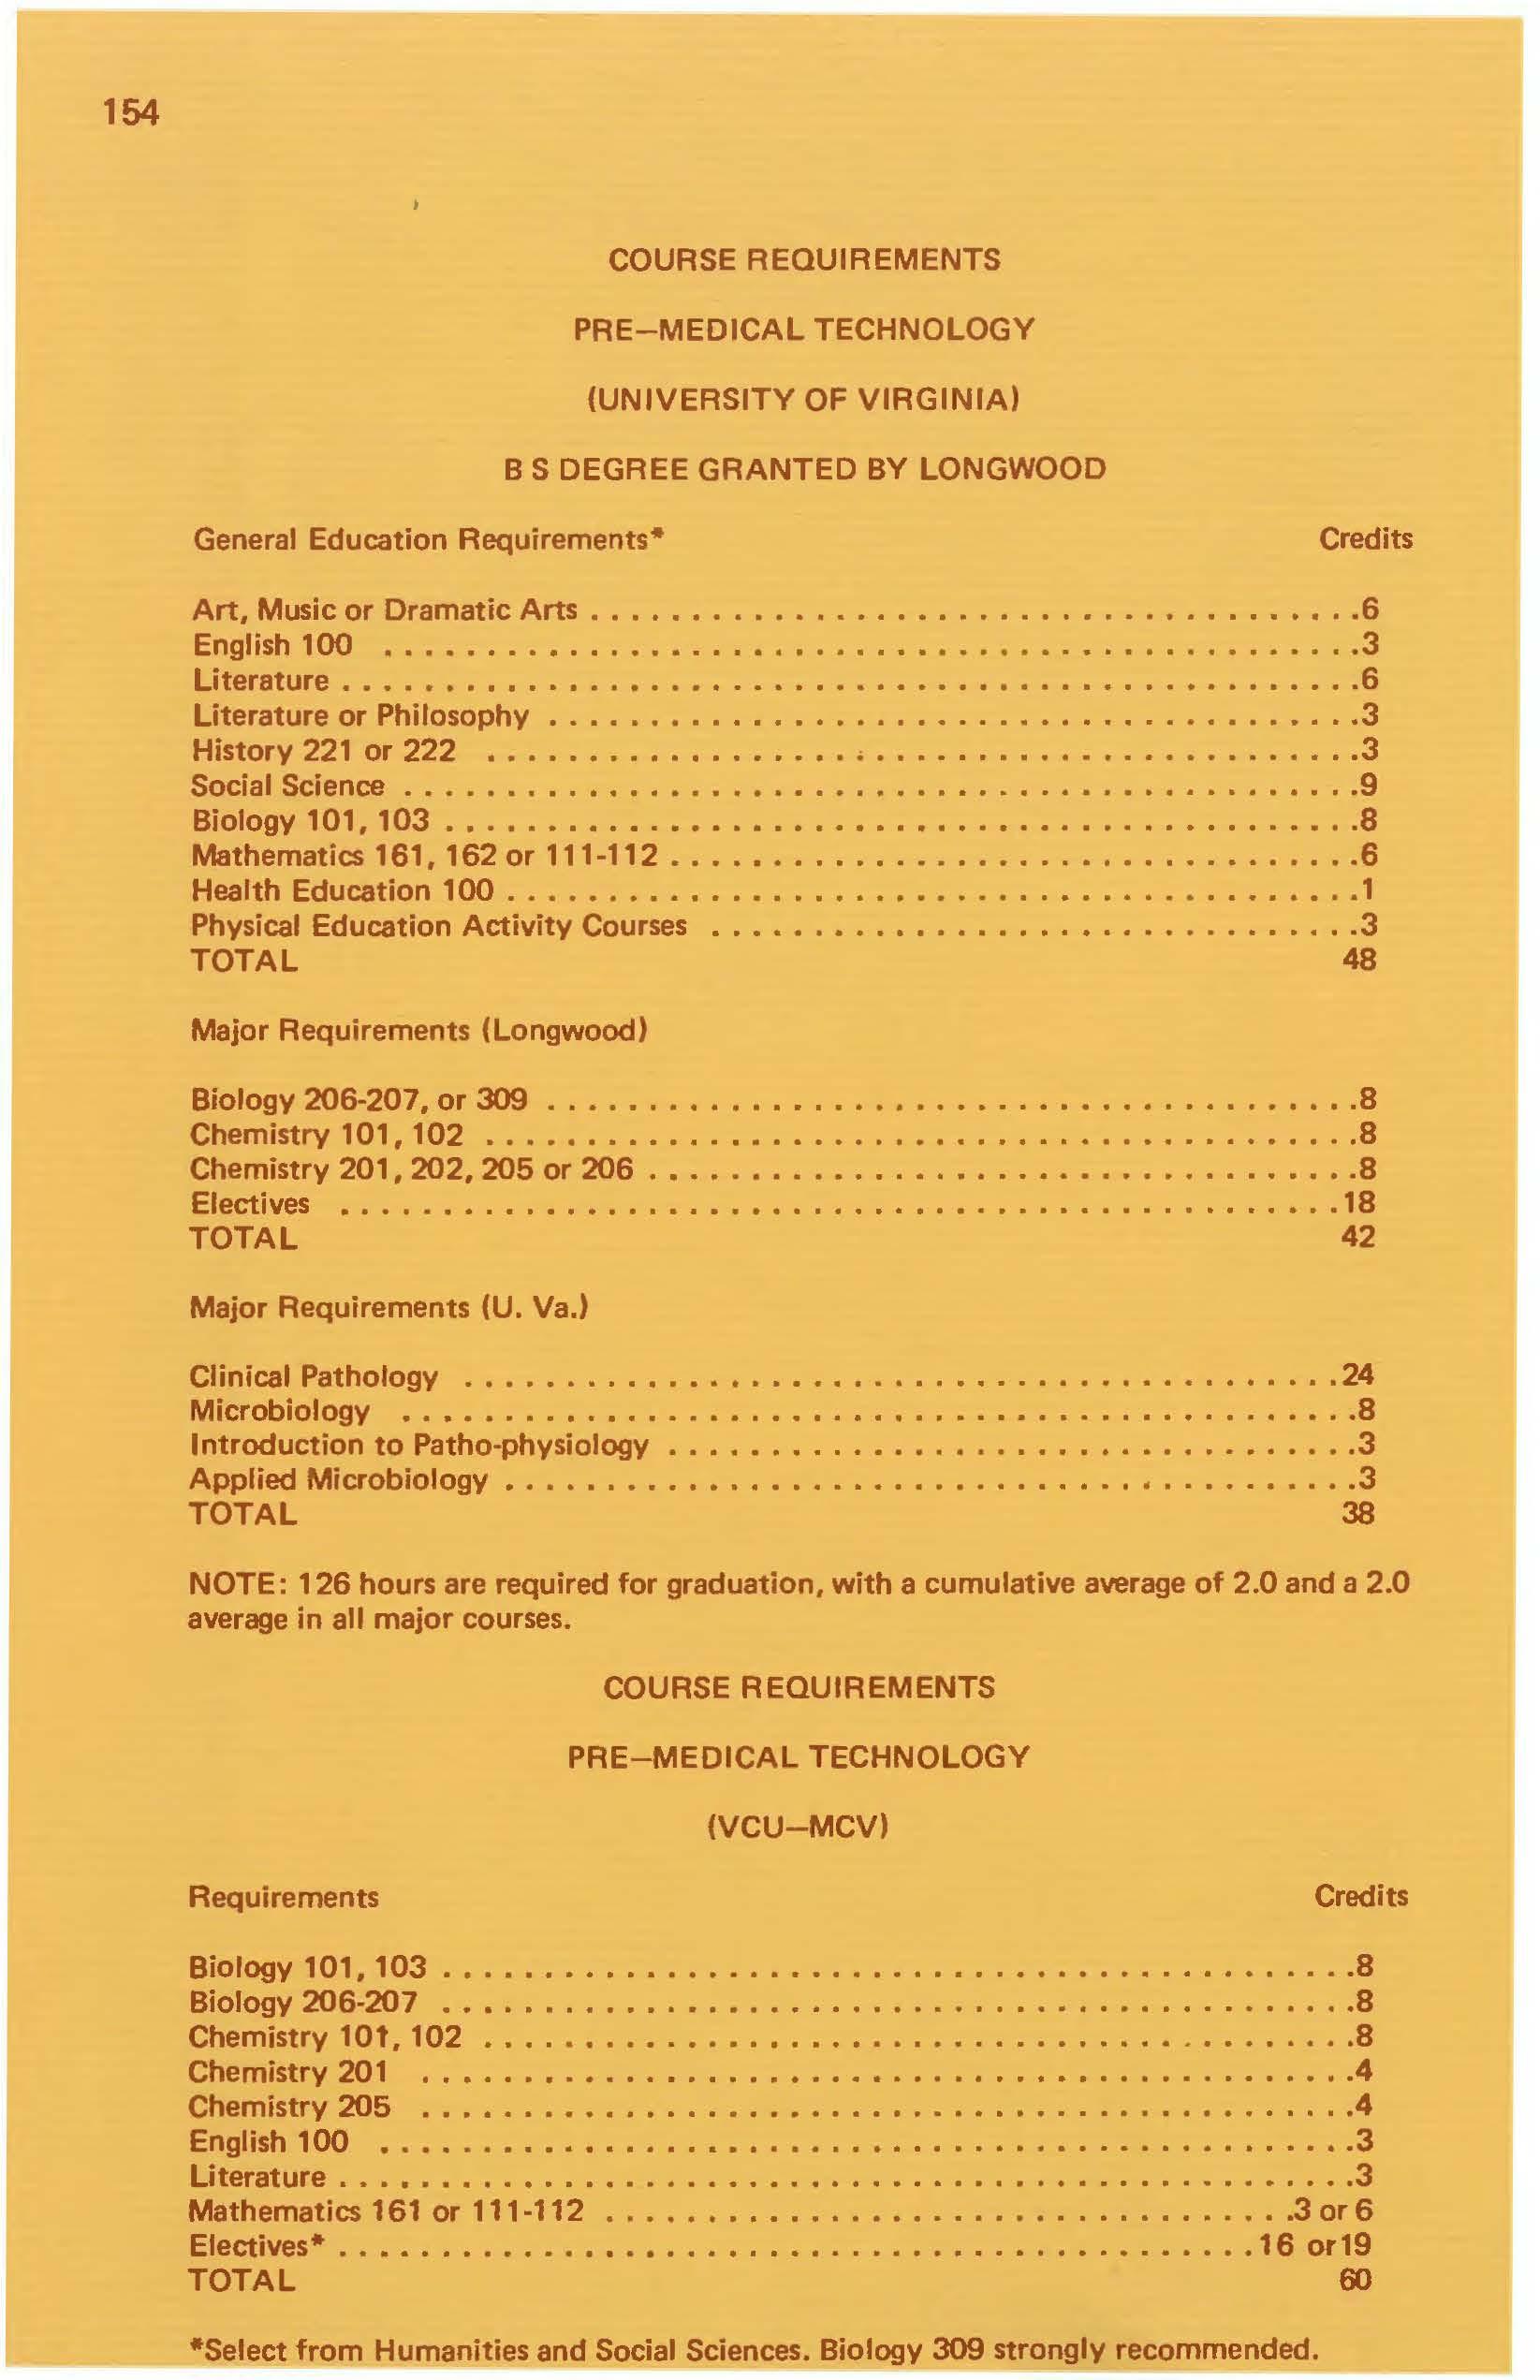 154
COURSE REQUIREMENTS
PRE—MEDICAL TECHNOLOGY
(UNIVERSITY OF VIRGINIA)
B S DEGREE GRANTED BY LONGWOOD
General Education Requirements* Credits
Art, Music or Dramatic Arts . . . . . . . . . . 6
English 100 . . . . . . . . . . 3
Literature . . . . . . . . . . 6
Literature or Philosophy . . . . . . . . . . 3
History 221 or 222 . . . . . . . . . . 3
Social Science . . . . . . . . . . 9
Biology 101, 103 . . . . . . . . . . 8
Mathematics 161, 162 or 111-112 . . . . . . . . . . 6
Health Education 100 . . . . . . . . . . 1
Physical Education Activity Courses . . . . . . . . . . 3
TOTAL 48
Major Requirements (Longwood)
Biology 206-207, or 309 . . . . . . . . . . 8
Chemistry 101, 102 . . . . . . . . . . 8
Chemistry 201, 202, 205 or 206 . . . . . . . . . . 8
Electives . . . . . . . . . . 18
TOTAL 42
Major Requirements (U. Va.)
Clinical Pathology . . . . . . . . . . 24
Microbiology . . . . . . . . . . 8
Introduction to Patho-physiology . . . . . . . . . . 3
Applied Microbiology . . . . . . . . . . 3
TOTAL 38
NOTE: 126 hours are required for graduation, with a cumulative average of 2.0 and a 2.0
average in all major courses.
COURSE REQUIREMENTS
PRE—MEDICAL TECHNOLOGY
(VCU—MCV)
Requirements Credits
Biology 101, 103 . . . . . . . . . . 8
Biology 206-207 . . . . . . . . . . 8
Chemistry 101, 102 . . . . . . . . . . 8
Chemistry 201 . . . . . . . . . . 4
Chemistry 205 . . . . . . . . . . 4
English 100 . . . . . . . . . . 3
Literature . . . . . . . . . . 3
Mathematics 161 or 111-112 . . . . . . . . . . 3 or 6
Electives* . . . . . . . . . . 16 or19
TOTAL 60
*Select from Humanities and Social Sciences. Biology 309 strongly recommended.